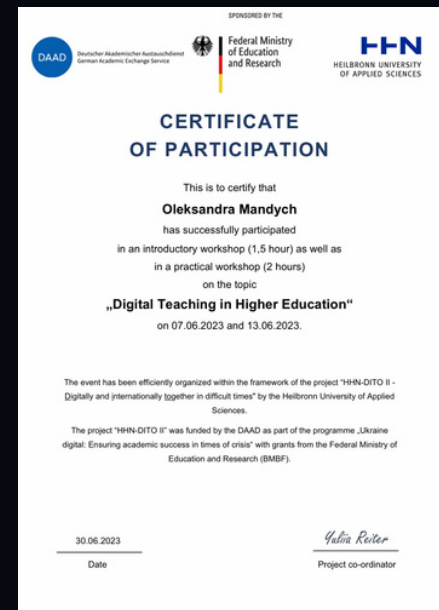 SPONSORED BY THE
DAAD
Deutscher Akademischer Austauschdienst
German Academic Exchange Service
Federal Ministry
of Education
and Research
HHN
HEILBRONN UNIVERSITY
OF APPLIED SCIENCES
CERTIFICATE
OF PARTICIPATION
This is to certify that
Oleksandra Mandych
has successfully participated
in an introductory workshop (1,5 hour) as well as
in a practical workshop (2 hours)
on the topic
„Digital Teaching in Higher Education“
on 07.06.2023 and 13.06.2023.
The event has been efficiently organized within the framework of the project "HHN-DITO II -
Digitally and internationally together in difficult times" by the Heilbronn University of Applied
Sciences.
The project "HHN-DITO II" was funded by the DAAD as part of the programme „Ukraine
digital: Ensuring academic success in times of crisis“ with grants from the Federal Ministry of
Education and Research (BMBF).
30.06.2023
Yuliia Reiter
Date
Project co-ordinator